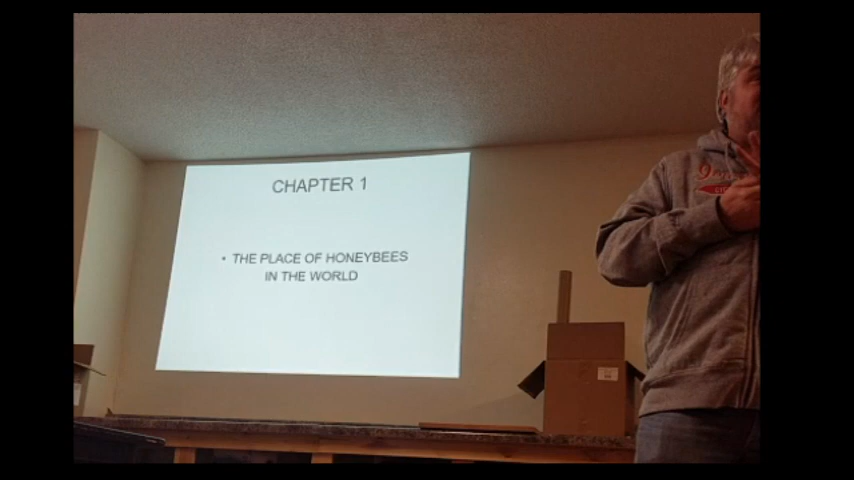 CHAPTER 1
• THE PLACE OF HONEYBEES
IN THE WORLD